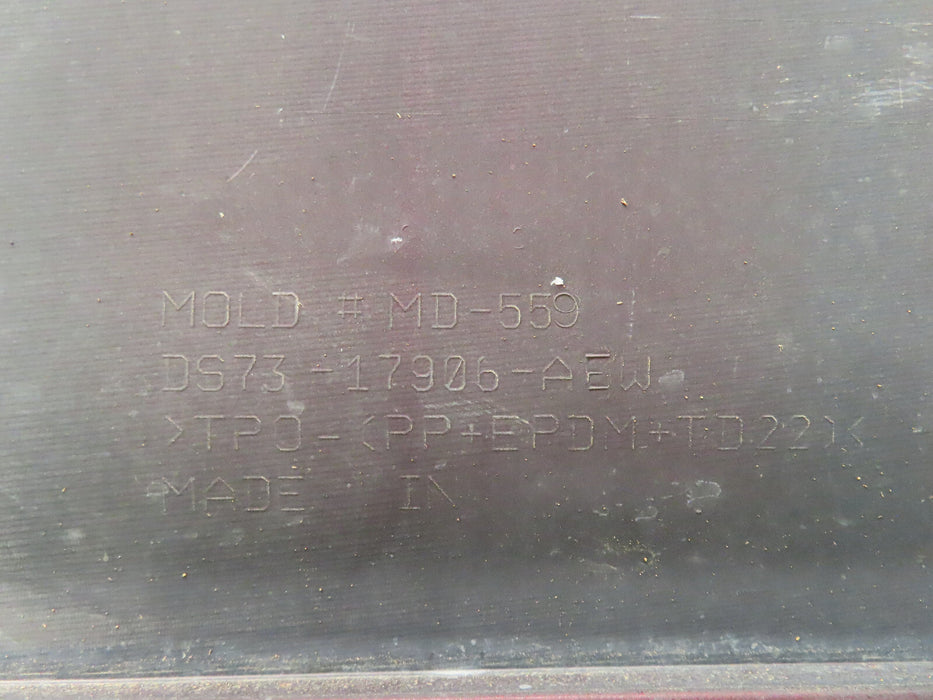 MOLD # MD-559
DS73-17906-AEW
>TPO-(PP+EPDM+TD22)<
MADE IN